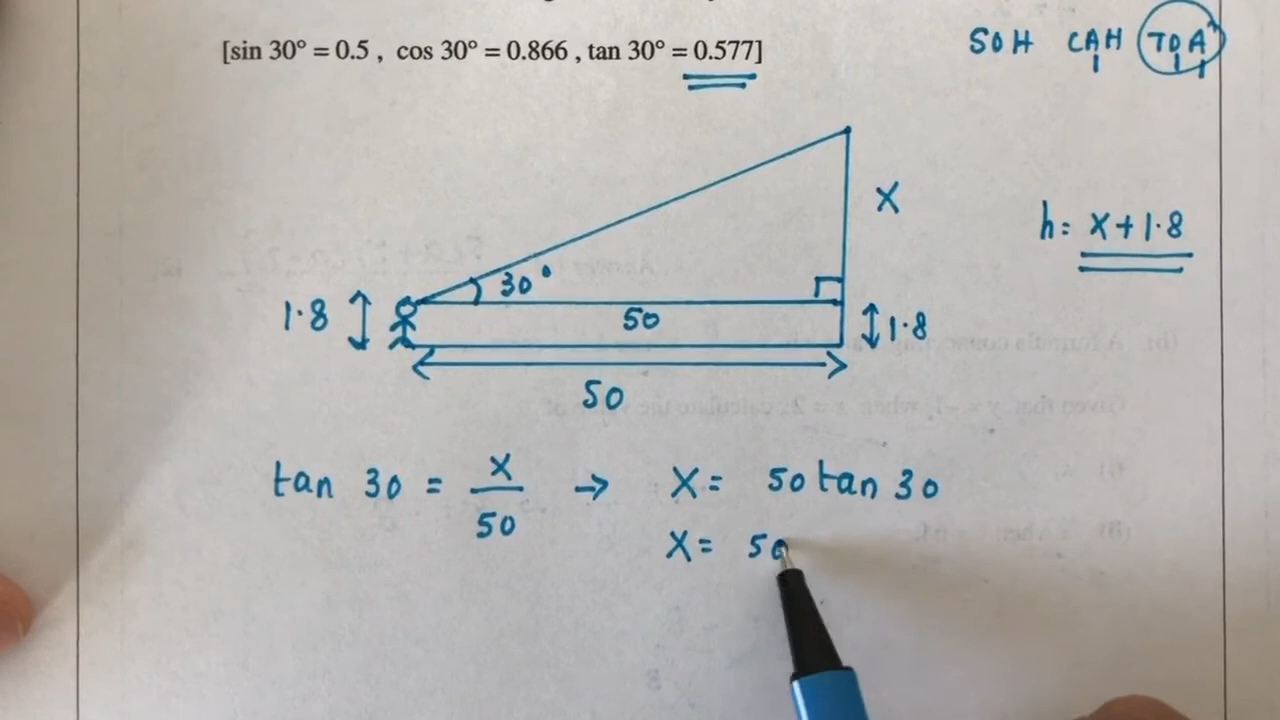 [sin 30° = 0.5 , cos 30° = 0.866 , tan 30° = 0.577]
SOH CAH TOA
X
h = X + 1.8
30°
1.8
50
1.8
50
tan 30 = X/50 → X = 50 tan 30
X = 50